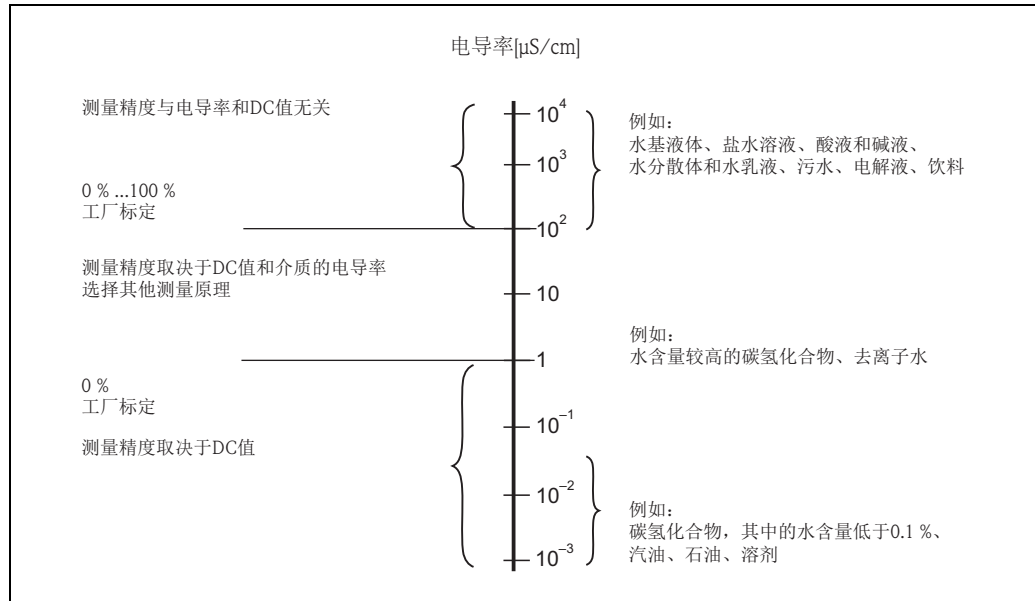 电导率[µS/cm]
测量精度与电导率和DC值无关
0 % ...100 %
工厂标定
测量精度取决于DC值和介质的电导率
选择其他测量原理
0 %
工厂标定
测量精度取决于DC值
10⁴
10³
10²
10
1
10⁻¹
10⁻²
10⁻³
例如：
水基液体、盐水溶液、酸液和碱液、
水分散体和水乳液、污水、电解液、饮料
例如：
水含量较高的碳氢化合物、去离子水
例如：
碳氢化合物，其中的水含量低于0.1 %、
汽油、石油、溶剂